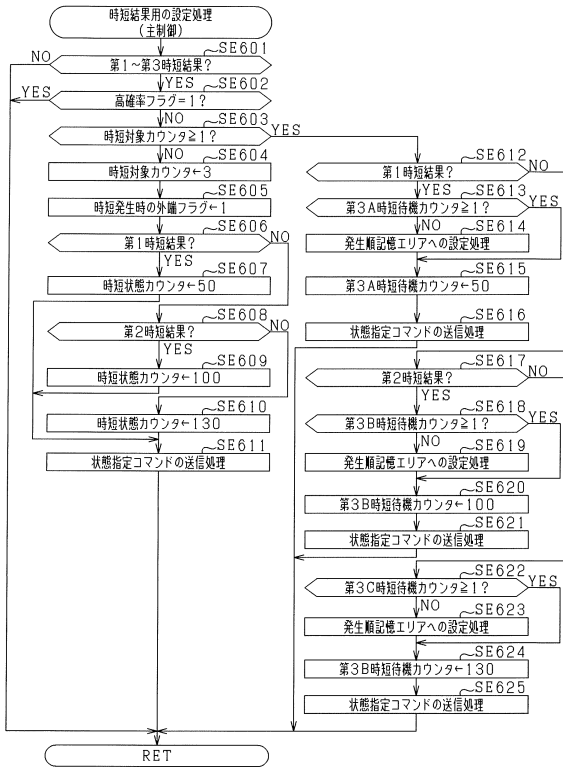 時短結果用の設定処理
(主制御)
SE601
NO
第1～第3時短結果?
YES
SE602
YES
高確率フラグ=1?
NO
SE603
時短対象カウンタ≧1?
YES
NO
SE604
時短対象カウンタ←3
SE605
時短発生時の外端フラグ←1
SE606
第1時短結果?
NO
YES
SE607
時短状態カウンタ←50
SE608
第2時短結果?
NO
YES
SE609
時短状態カウンタ←100
SE610
時短状態カウンタ←130
SE611
状態指定コマンドの送信処理
SE612
第1時短結果?
NO
YES
SE613
第3A時短待機カウンタ≧1?
YES
NO
SE614
発生順記憶エリアへの設定処理
SE615
第3A時短待機カウンタ←50
SE616
状態指定コマンドの送信処理
SE617
第2時短結果?
NO
YES
SE618
第3B時短待機カウンタ≧1?
YES
NO
SE619
発生順記憶エリアへの設定処理
SE620
第3B時短待機カウンタ←100
SE621
状態指定コマンドの送信処理
SE622
第3C時短待機カウンタ≧1?
YES
NO
SE623
発生順記憶エリアへの設定処理
SE624
第3B時短待機カウンタ←130
SE625
状態指定コマンドの送信処理
RET